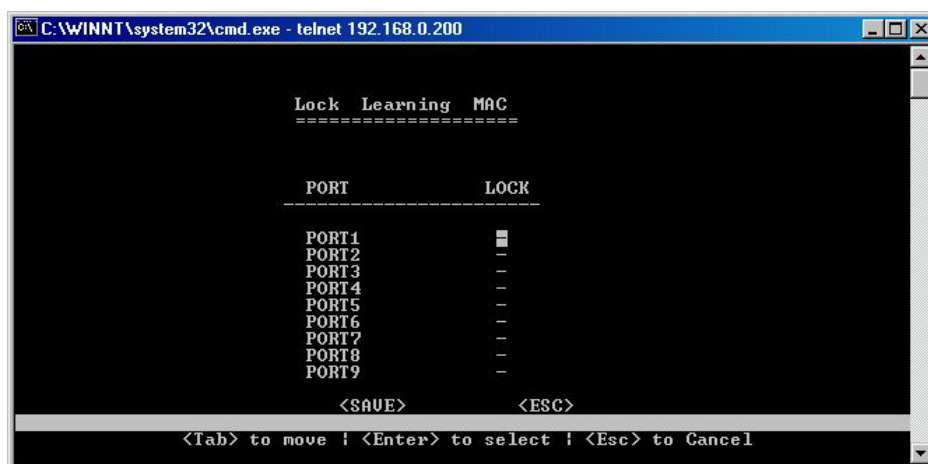 C:\WINNT\system32\cmd.exe - telnet 192.168.0.200
Lock Learning MAC
====================
PORT LOCK
-----------------------
PORT1 -
PORT2 -
PORT3 -
PORT4 -
PORT5 -
PORT6 -
PORT7 -
PORT8 -
PORT9 -
<SAVE> <ESC>
<Tab> to move ¦ <Enter> to select ¦ <Esc> to Cancel